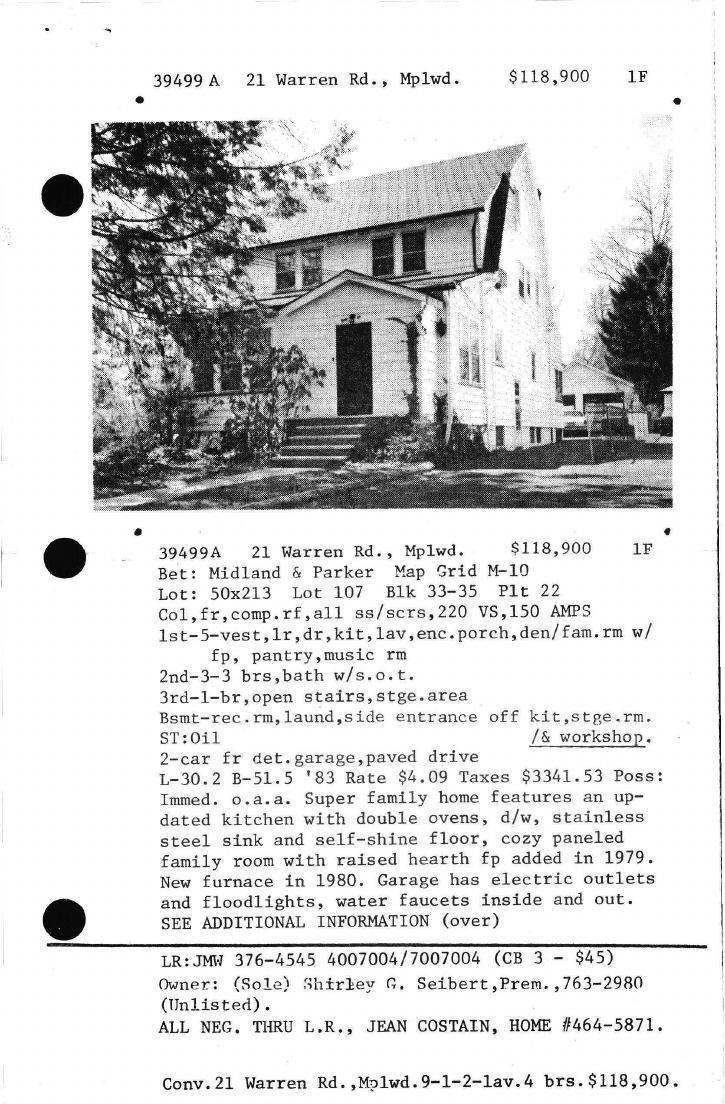 39499 A 21 Warren Rd., Mplwd. $118,900 1F
39499A 21 Warren Rd., Mplwd. $118,900 1F
Bet: Midland & Parker Map Grid M-10
Lot: 50x213 Lot 107 Blk 33-35 Plt 22
Col,fr,comp.rf,all ss/scrs,220 VS,150 AMPS
1st-5-vest,lr,dr,kit,lav,enc.porch,den/fam.rm w/
fp, pantry,music rm
2nd-3-3 brs,bath w/s.o.t.
3rd-1-br,open stairs,stge.area
Bsmt-rec.rm,laund,side entrance off kit,stge.rm.
ST:Oil /& workshop.
2-car fr det.garage,paved drive
L-30.2 B-51.5 '83 Rate $4.09 Taxes $3341.53 Poss:
Immed. o.a.a. Super family home features an up-
dated kitchen with double ovens, d/w, stainless
steel sink and self-shine floor, cozy paneled
family room with raised hearth fp added in 1979.
New furnace in 1980. Garage has electric outlets
and floodlights, water faucets inside and out.
SEE ADDITIONAL INFORMATION (over)
LR:JMW 376-4545 4007004/7007004 (CB 3 - $45)
Owner: (Sole) Shirley G. Seibert,Prem.,763-2980
(Unlisted).
ALL NEG. THRU L.R., JEAN COSTAIN, HOME #464-5871.
Conv.21 Warren Rd.,Mplwd.9-1-2-lav.4 brs.$118,900.